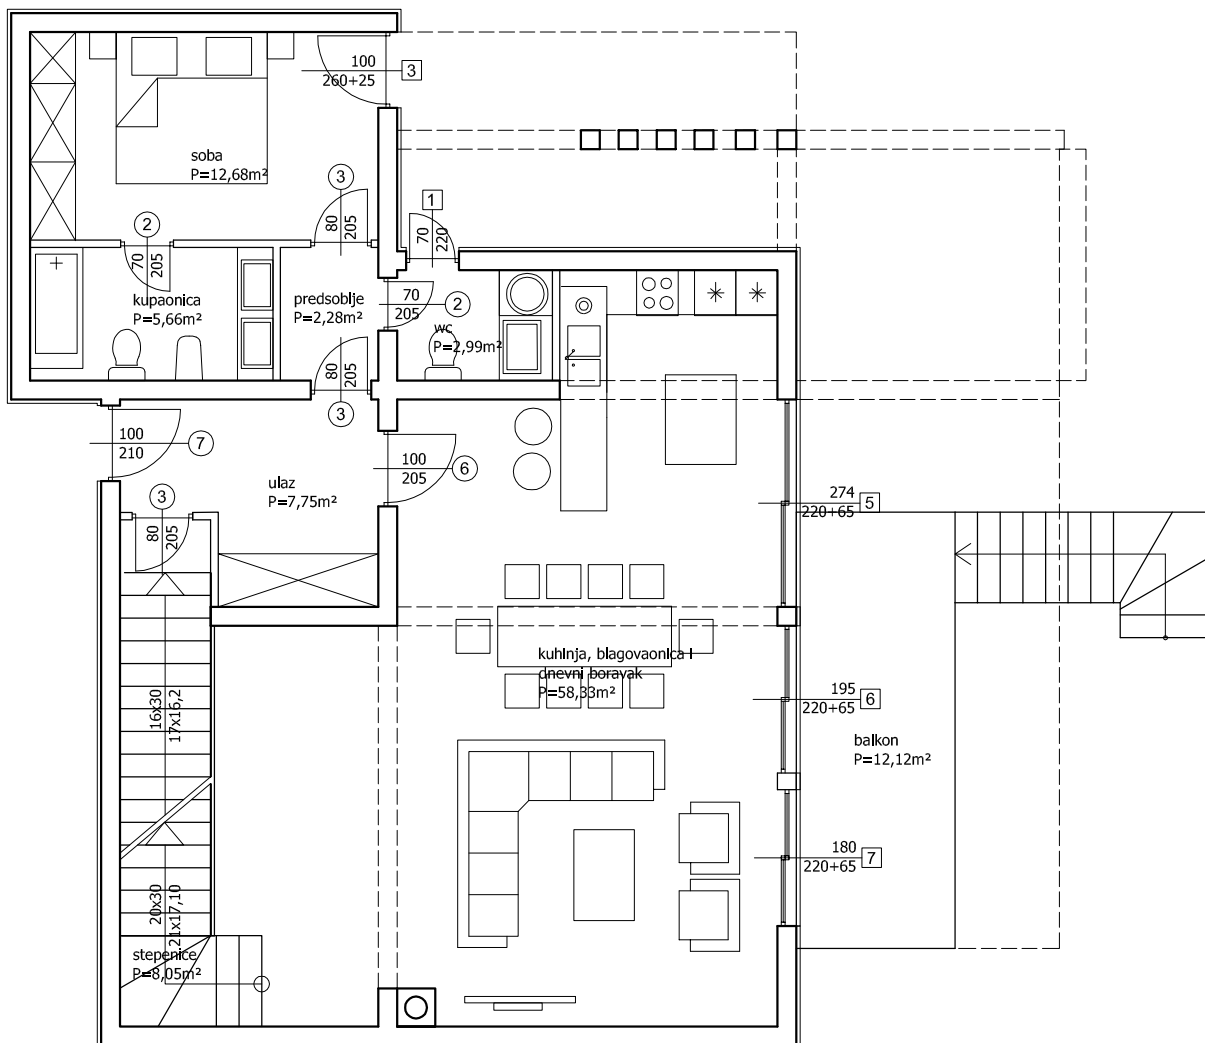 100
260+25
3
soba
P=12,68m²
3
80
205
1
70
220
2
70
205
kupaonica
P=5,66m²
predsoblje
P=2,28m²
70
205
2
wc
P=2,99m²
80
205
3
100
210
7
100
205
6
ulaz
P=7,75m²
3
80
205
274
220+65
5
kuhinja, blagovaonica i
dnevni boravak
P=58,33m²
195
220+65
6
balkon
P=12,12m²
16x30
17x16,2
180
220+65
7
20x30
21x17,10
stepenice
P=8,05m²